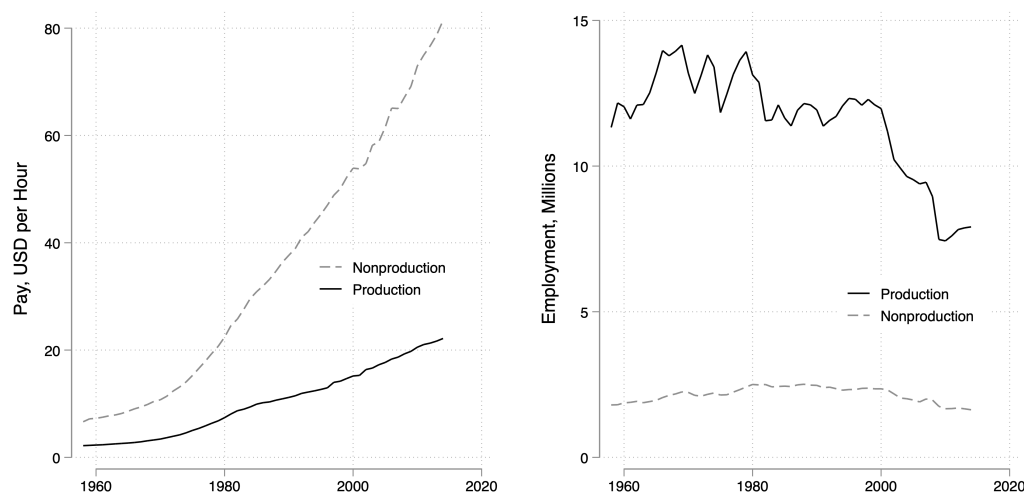 Pay, USD per Hour
80
60
40
20
0
1960
1980
2000
2020
Nonproduction
Production
Employment, Millions
15
10
5
0
1960
1980
2000
2020
Production
Nonproduction